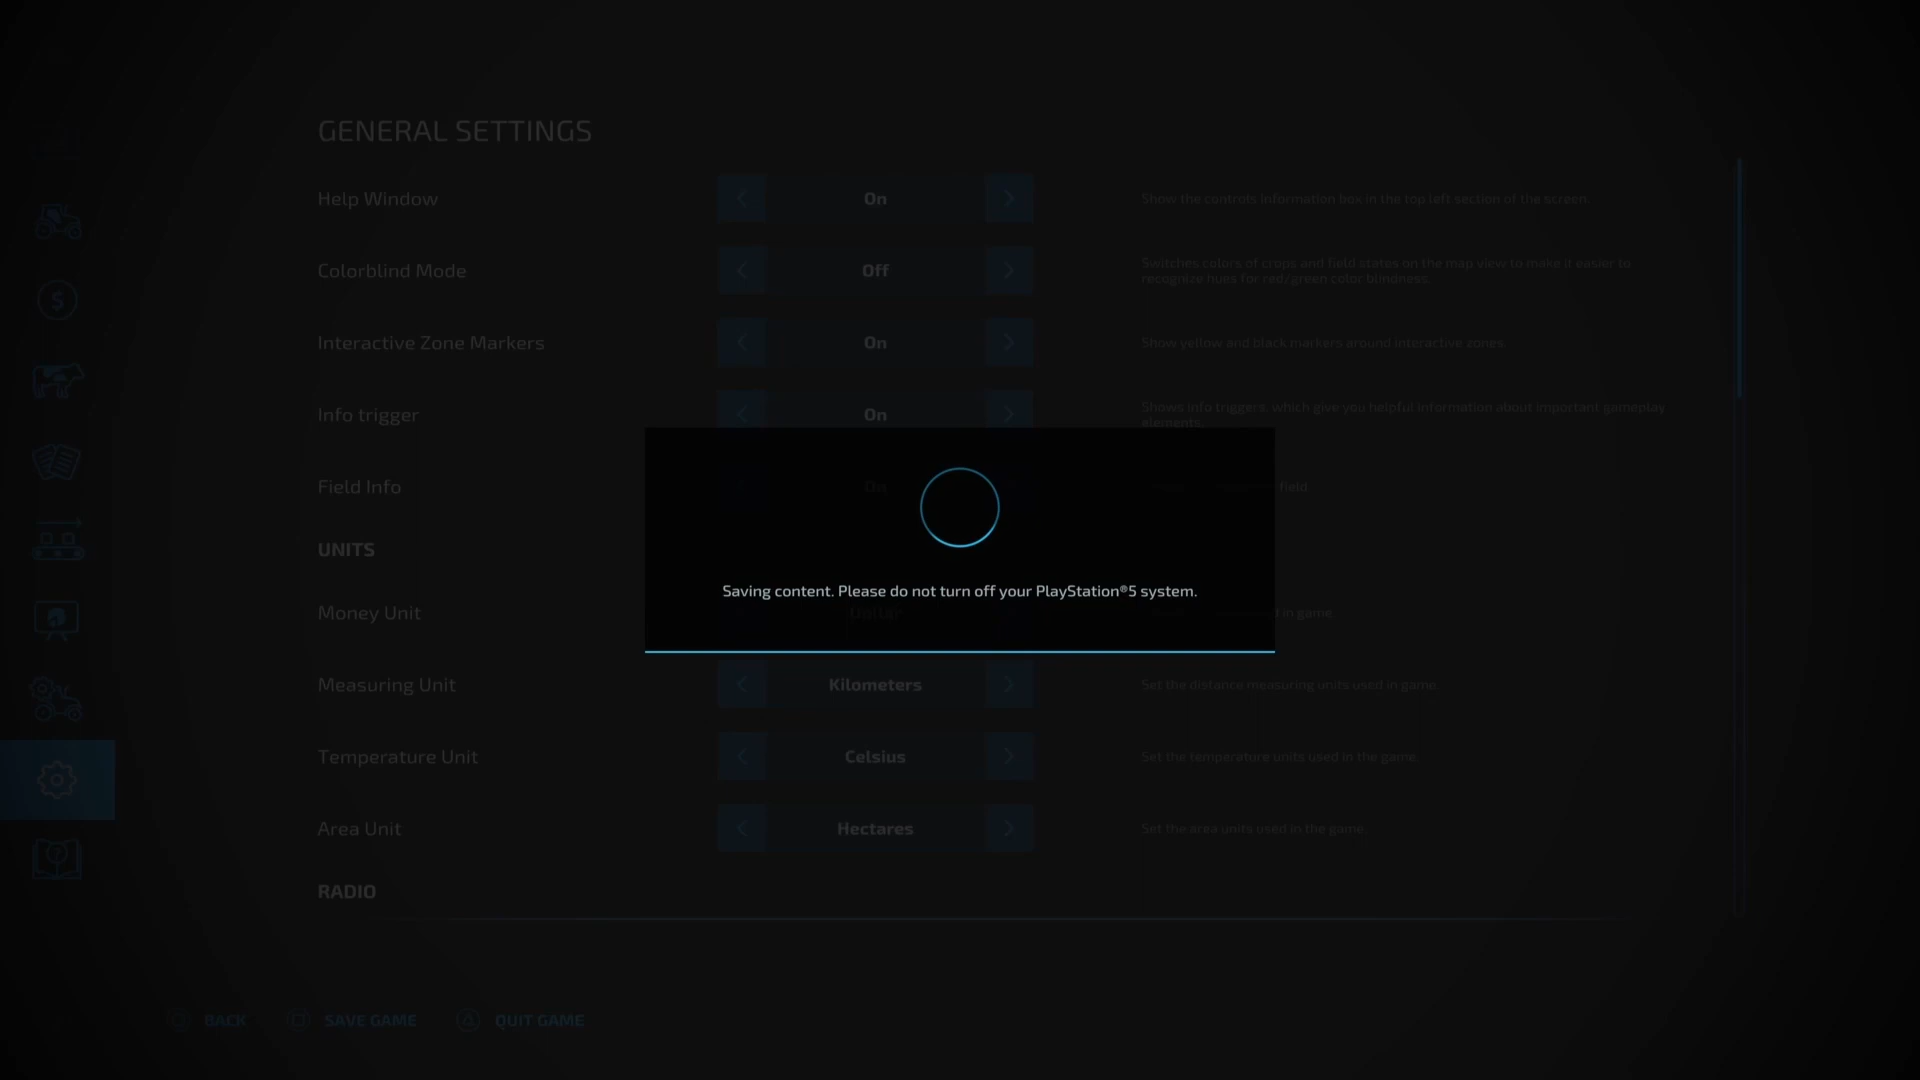 GENERAL SETTINGS
Help Window
On
Show the controls information box in the top left section of the screen.
Colorblind Mode
Off
Switches colors of crops and field states on the map view to make it easier to
recognize hues for red/green color blindness.
Interactive Zone Markers
On
Show yellow and black markers around interactive zones.
Info trigger
On
Shows info triggers, which give you helpful information about important gameplay
elements.
Field Info
On
field.
UNITS
Saving content. Please do not turn off your PlayStation®5 system.
Money Unit
Dollar
d in game.
Measuring Unit
Kilometers
Set the distance measuring units used in game.
Temperature Unit
Celsius
Set the temperature units used in the game.
Area Unit
Hectares
Set the area units used in the game.
RADIO
BACK
SAVE GAME
QUIT GAME